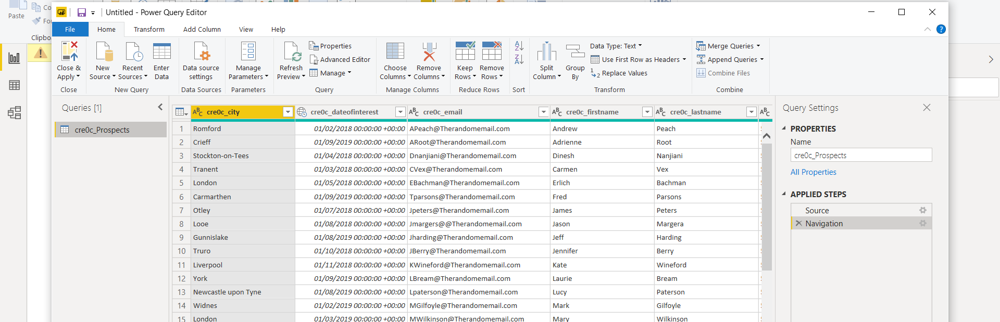 Untitled - Power Query Editor
Paste
Clipbo
File Home Transform Add Column View Help
Close & Apply
New Source
Recent Sources
Enter Data
Data source settings
Manage Parameters
Refresh Preview
Properties
Advanced Editor
Manage
Choose Columns
Remove Columns
Keep Rows
Remove Rows
Split Column
Group By
Data Type: Text
Use First Row as Headers
Replace Values
Merge Queries
Append Queries
Combine Files
Close New Query Data Sources Parameters Query Manage Columns Reduce Rows Sort Transform Combine
Queries [1]
cre0c_Prospects
cre0c_city cre0c_dateofinterest cre0c_email cre0c_firstname cre0c_lastname
1 Romford 01/02/2018 00:00:00 +00:00 APeach@Therandomemail.com Andrew Peach
2 Crieff 01/09/2019 00:00:00 +00:00 ARoot@Therandomemail.com Adrienne Root
3 Stockton-on-Tees 01/04/2018 00:00:00 +00:00 Dnanjiani@Therandomemail.com Dinesh Nanjiani
4 Tranent 01/03/2018 00:00:00 +00:00 CVex@Therandomemail.com Carmen Vex
5 London 01/05/2018 00:00:00 +00:00 EBachman@Therandomemail.com Erlich Bachman
6 Carmarthen 01/09/2019 00:00:00 +00:00 Tparsons@Therandomemail.com Fred Parsons
7 Otley 01/07/2018 00:00:00 +00:00 Jpeters@Therandomemail.com James Peters
8 Looe 01/08/2018 00:00:00 +00:00 Jmargers@@Therandomemail.com Jason Margera
9 Gunnislake 01/08/2019 00:00:00 +00:00 Jharding@Therandomemail.com Jeff Harding
10 Truro 01/10/2018 00:00:00 +00:00 JBerry@Therandomemail.com Jennifer Berry
11 Liverpool 01/11/2018 00:00:00 +00:00 KWineford@Therandomemail.com Kate Wineford
12 York 01/09/2019 00:00:00 +00:00 LBream@Therandomemail.com Laurie Bream
13 Newcastle upon Tyne 01/08/2019 00:00:00 +00:00 Lpaterson@Therandomemail.com Lucy Paterson
14 Widnes 01/02/2019 00:00:00 +00:00 MGilfoyle@Therandomemail.com Mark Gilfoyle
15 London 01/03/2019 00:00:00 +00:00 MWilkinson@Therandomemail.com Mary Wilkinson
Query Settings
PROPERTIES
Name
cre0c_Prospects
All Properties
APPLIED STEPS
Source
Navigation